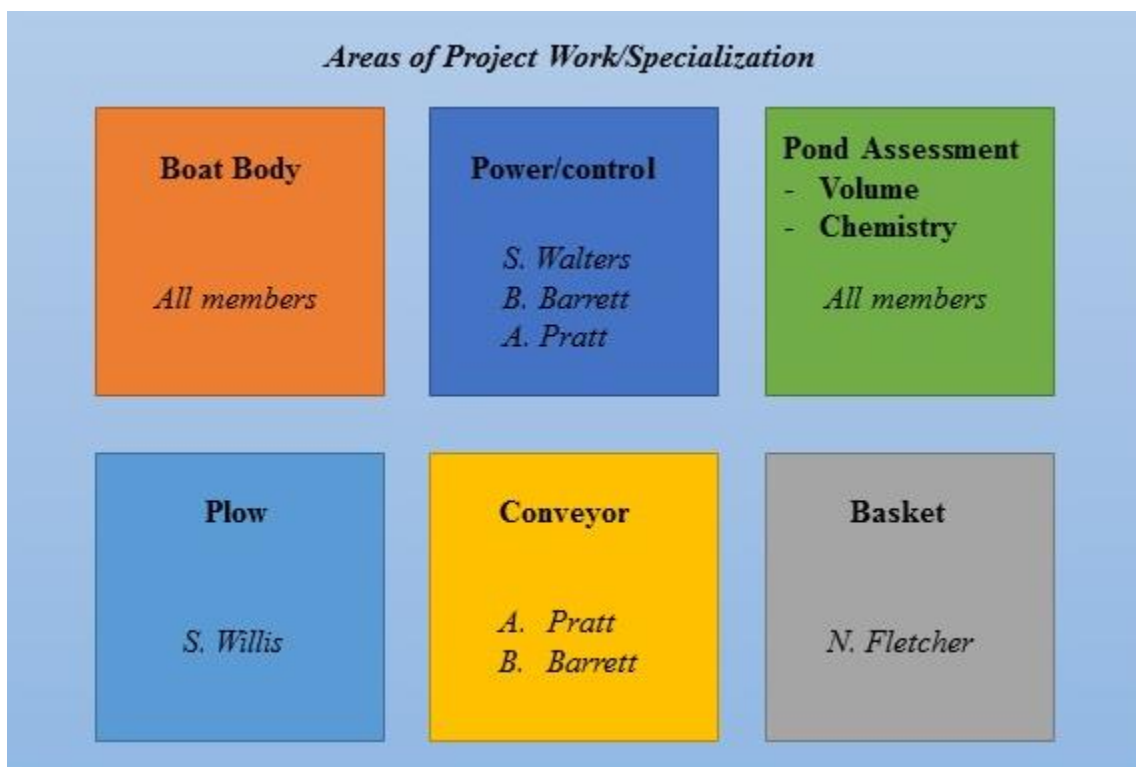 Areas of Project Work/Specialization
Boat Body
All members
Power/control
S. Walters
B. Barrett
A. Pratt
Pond Assessment
- Volume
- Chemistry
All members
Plow
S. Willis
Conveyor
A. Pratt
B. Barrett
Basket
N. Fletcher